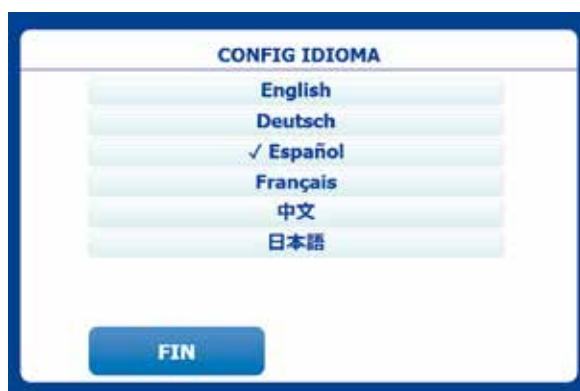 CONFIG IDIOMA
English
Deutsch
✓ Español
Français
中文
日本語
FIN